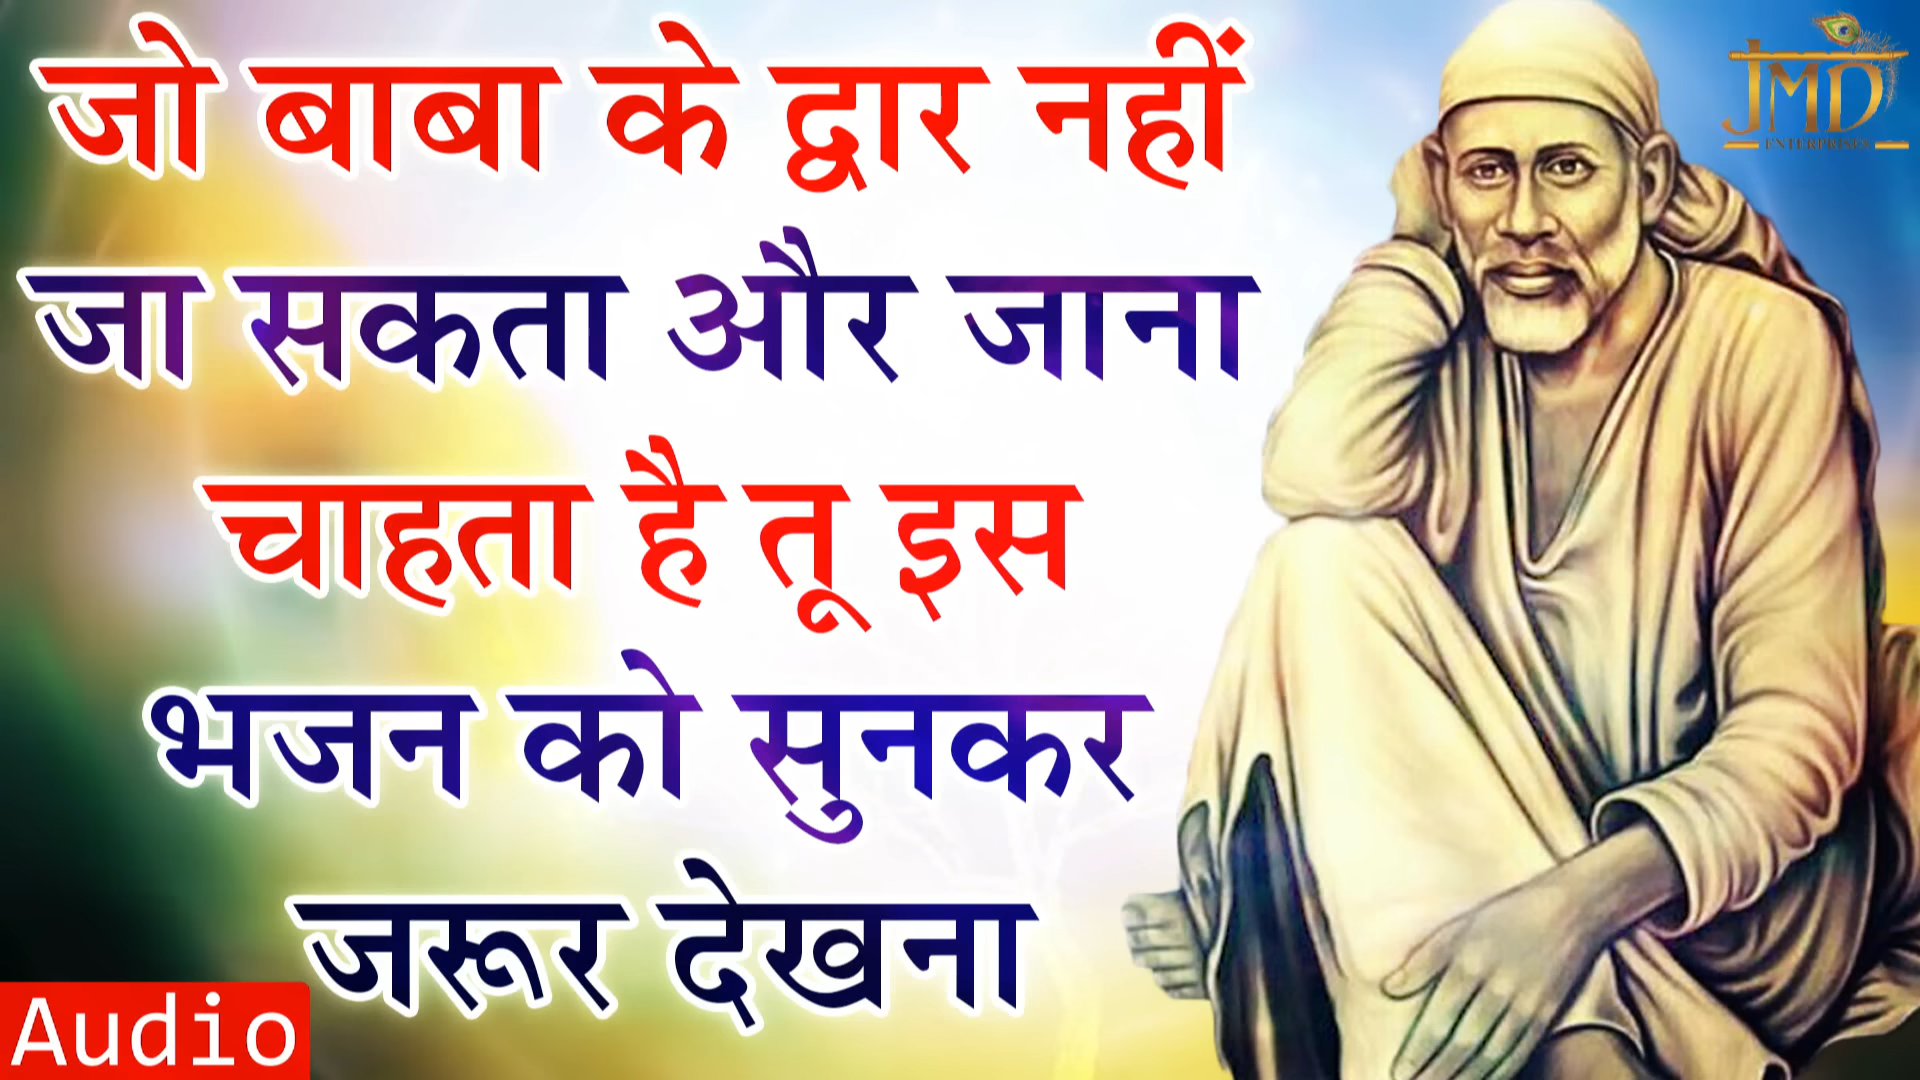 जो बाबा के द्वार नहीं
जा सकता और जाना
चाहता है तू इस
भजन को सुनकर
जरूर देखना
Audio
JMD
ENTERPRISES